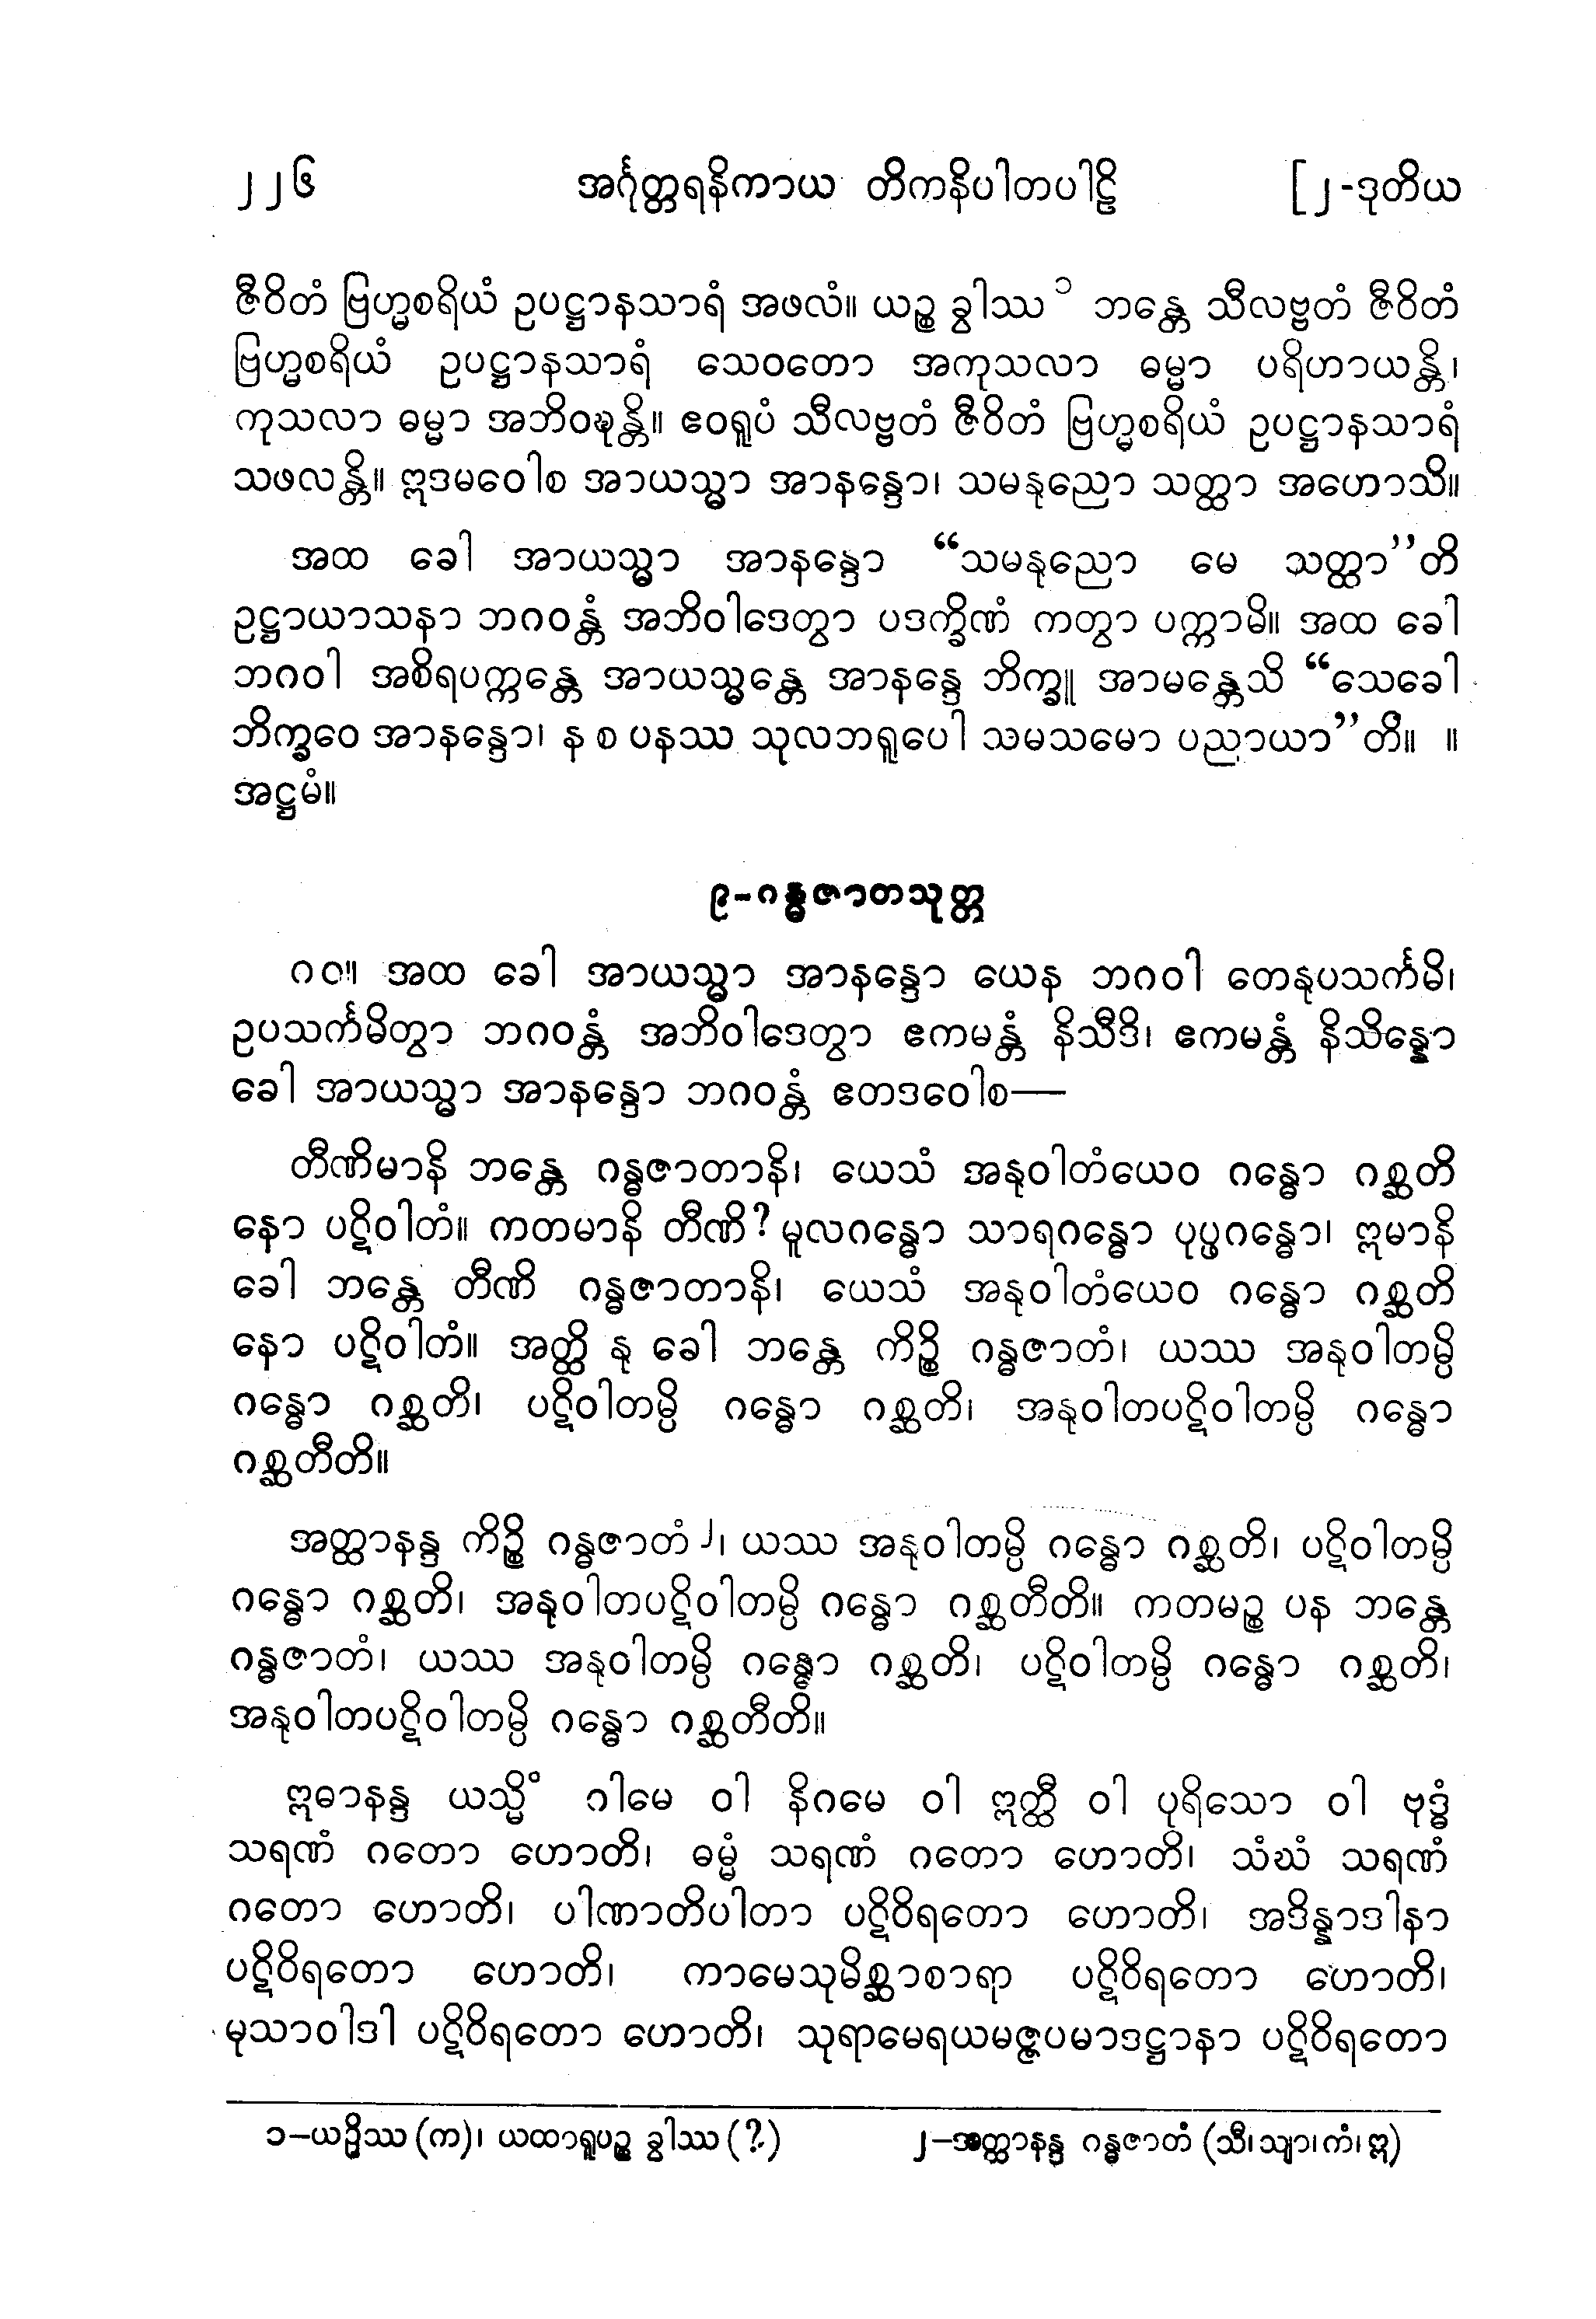 ၂၂၆ အင်္ဂုတ္တရနိကာယ တိကနိပါတပါဠိ [၂-ဒုတိယ
ဇီဝိတံ ဗြဟ္မစရိယံ ဥပဋ္ဌာနသာရံ အဖလံ။ ယဉ္စ ခွါဿ ၁ ဘန္တေ သီလဗ္ဗတံ ဇီဝိတံ
ဗြဟ္မစရိယံ ဥပဋ္ဌာနသာရံ သေဝတော အကုသလာ ဓမ္မာ ပရိဟာယန္တိ၊
ကုသလာ ဓမ္မာ အဘိဝဍ္ဎန္တိ။ ဧဝရူပံ သီလဗ္ဗတံ ဇီဝိတံ ဗြဟ္မစရိယံ ဥပဋ္ဌာနသာရံ
သဖလန္တိ။ ဣဒမဝေါစ အာယသ္မာ အာနန္ဒော၊ သမနုညော သတ္ထာ အဟောသိ။
အထ ခေါ အာယသ္မာ အာနန္ဒော “သမနုညော မေ သတ္ထာ”တိ
ဥဋ္ဌာယာသနာ ဘဂဝန္တံ အဘိဝါဒေတွာ ပဒက္ခိဏံ ကတွာ ပက္ကာမိ။ အထ ခေါ
ဘဂဝါ အစိရပက္ကန္တေ အာယသ္မန္တေ အာနန္ဒေ ဘိက္ခူ အာမန္တေသိ “သေခေါ
ဘိက္ခဝေ အာနန္ဒော၊ န စ ပနဿ သုလဘရူပေါ သမသမော ပညာယာ”တိ။ ။
အဋ္ဌမံ။
၉-ဂန္ဓဇာတသုတ္တ
၈၀။ အထ ခေါ အာယသ္မာ အာနန္ဒော ယေန ဘဂဝါ တေနုပသင်္ကမိ၊
ဥပသင်္ကမိတွာ ဘဂဝန္တံ အဘိဝါဒေတွာ ဧကမန္တံ နိသီဒိ၊ ဧကမန္တံ နိသိန္နော
ခေါ အာယသ္မာ အာနန္ဒော ဘဂဝန္တံ ဧတဒဝေါစ—
တီဏိမာနိ ဘန္တေ ဂန္ဓဇာတာနိ၊ ယေသံ အနုဝါတံယေဝ ဂန္ဓော ဂစ္ဆတိ
နော ပဋိဝါတံ။ ကတမာနိ တီဏိ? မူလဂန္ဓော သာရဂန္ဓော ပုပ္ဖဂန္ဓော၊ ဣမာနိ
ခေါ ဘန္တေ တီဏိ ဂန္ဓဇာတာနိ၊ ယေသံ အနုဝါတံယေဝ ဂန္ဓော ဂစ္ဆတိ
နော ပဋိဝါတံ။ အတ္ထိ နု ခေါ ဘန္တေ ကိဉ္စိ ဂန္ဓဇာတံ၊ ယဿ အနုဝါတမ္ပိ
ဂန္ဓော ဂစ္ဆတိ၊ ပဋိဝါတမ္ပိ ဂန္ဓော ဂစ္ဆတိ၊ အနုဝါတပဋိဝါတမ္ပိ ဂန္ဓော
ဂစ္ဆတီတိ။
အတ္ထာနန္ဒ ကိဉ္စိ ဂန္ဓဇာတံ ၂၊ ယဿ အနုဝါတမ္ပိ ဂန္ဓော ဂစ္ဆတိ၊ ပဋိဝါတမ္ပိ
ဂန္ဓော ဂစ္ဆတိ၊ အနုဝါတပဋိဝါတမ္ပိ ဂန္ဓော ဂစ္ဆတီတိ။ ကတမဉ္စ ပန ဘန္တေ
ဂန္ဓဇာတံ၊ ယဿ အနုဝါတမ္ပိ ဂန္ဓော ဂစ္ဆတိ၊ ပဋိဝါတမ္ပိ ဂန္ဓော ဂစ္ဆတိ၊
အနုဝါတပဋိဝါတမ္ပိ ဂန္ဓော ဂစ္ဆတီတိ။
ဣဓာနန္ဒ ယသ္မိံ ဂါမေ ဝါ နိဂမေ ဝါ ဣတ္ထီ ဝါ ပုရိသော ဝါ ဗုဒ္ဓံ
သရဏံ ဂတော ဟောတိ၊ ဓမ္မံ သရဏံ ဂတော ဟောတိ၊ သံဃံ သရဏံ
ဂတော ဟောတိ၊ ပါဏာတိပါတာ ပဋိဝိရတော ဟောတိ၊ အဒိန္နာဒါနာ
ပဋိဝိရတော ဟောတိ၊ ကာမေသုမိစ္ဆာစာရာ ပဋိဝိရတော ဟောတိ၊
မုသာဝါဒါ ပဋိဝိရတော ဟောတိ၊ သုရာမေရယမဇ္ဇပမာဒဋ္ဌာနာ ပဋိဝိရတော
၁-ယဉ္ဟိဿ (က)၊ ယထာရူပဉ္စ ခွါဿ (?) ၂-အတ္ထာနန္ဒ ဂန္ဓဇာတံ (သီ၊သျာ၊ကံ၊ဣ)